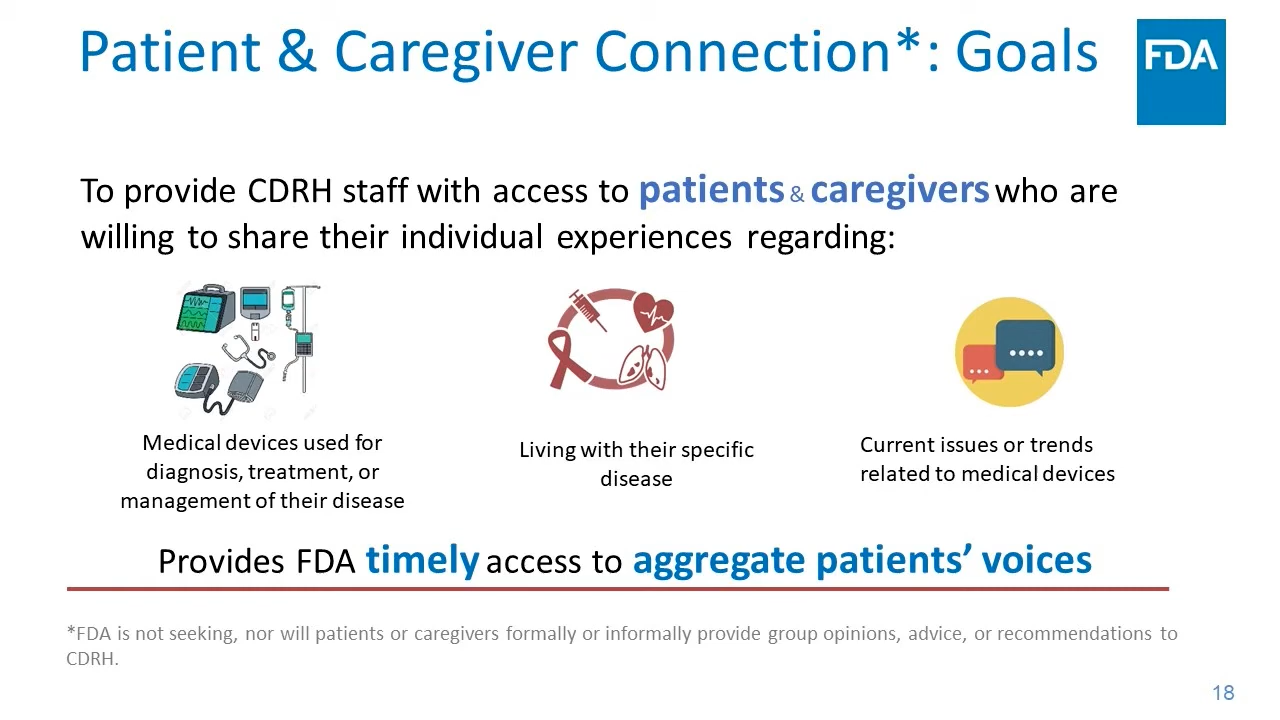 Patient & Caregiver Connection*: Goals
FDA
To provide CDRH staff with access to patients & caregivers who are
willing to share their individual experiences regarding:
Medical devices used for
diagnosis, treatment, or
management of their disease
Living with their specific
disease
Current issues or trends
related to medical devices
Provides FDA timely access to aggregate patients’ voices
*FDA is not seeking, nor will patients or caregivers formally or informally provide group opinions, advice, or recommendations to
CDRH.
18